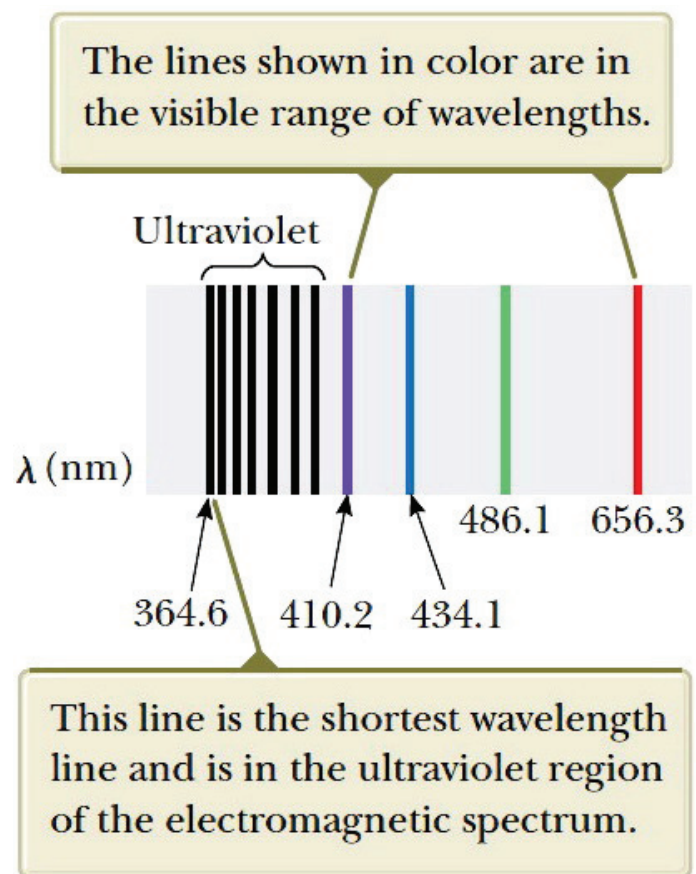 The lines shown in color are in
the visible range of wavelengths.
Ultraviolet
λ (nm)
486.1 656.3
364.6 410.2 434.1
This line is the shortest wavelength
line and is in the ultraviolet region
of the electromagnetic spectrum.